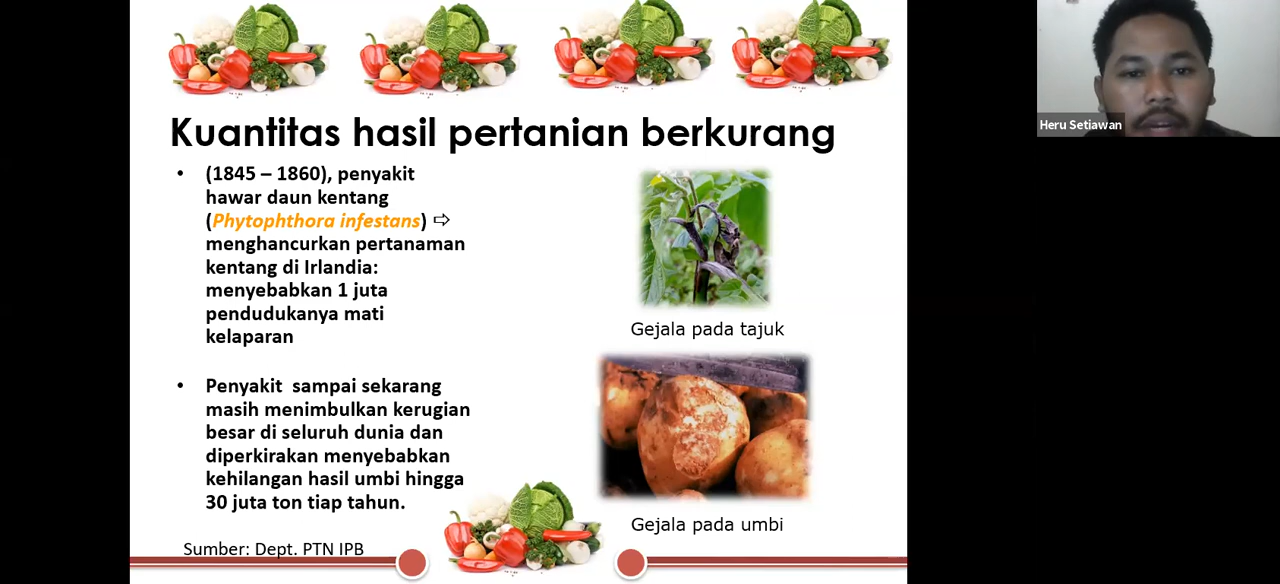 Kuantitas hasil pertanian berkurang
• (1845 – 1860), penyakit
hawar daun kentang
(Phytophthora infestans) ⇨
menghancurkan pertanaman
kentang di Irlandia:
menyebabkan 1 juta
pendudukanya mati
kelaparan
• Penyakit  sampai sekarang
masih menimbulkan kerugian
besar di seluruh dunia dan
diperkirakan menyebabkan
kehilangan hasil umbi hingga
30 juta ton tiap tahun.
Sumber: Dept. PTN IPB
Gejala pada tajuk
Gejala pada umbi
Heru Setiawan